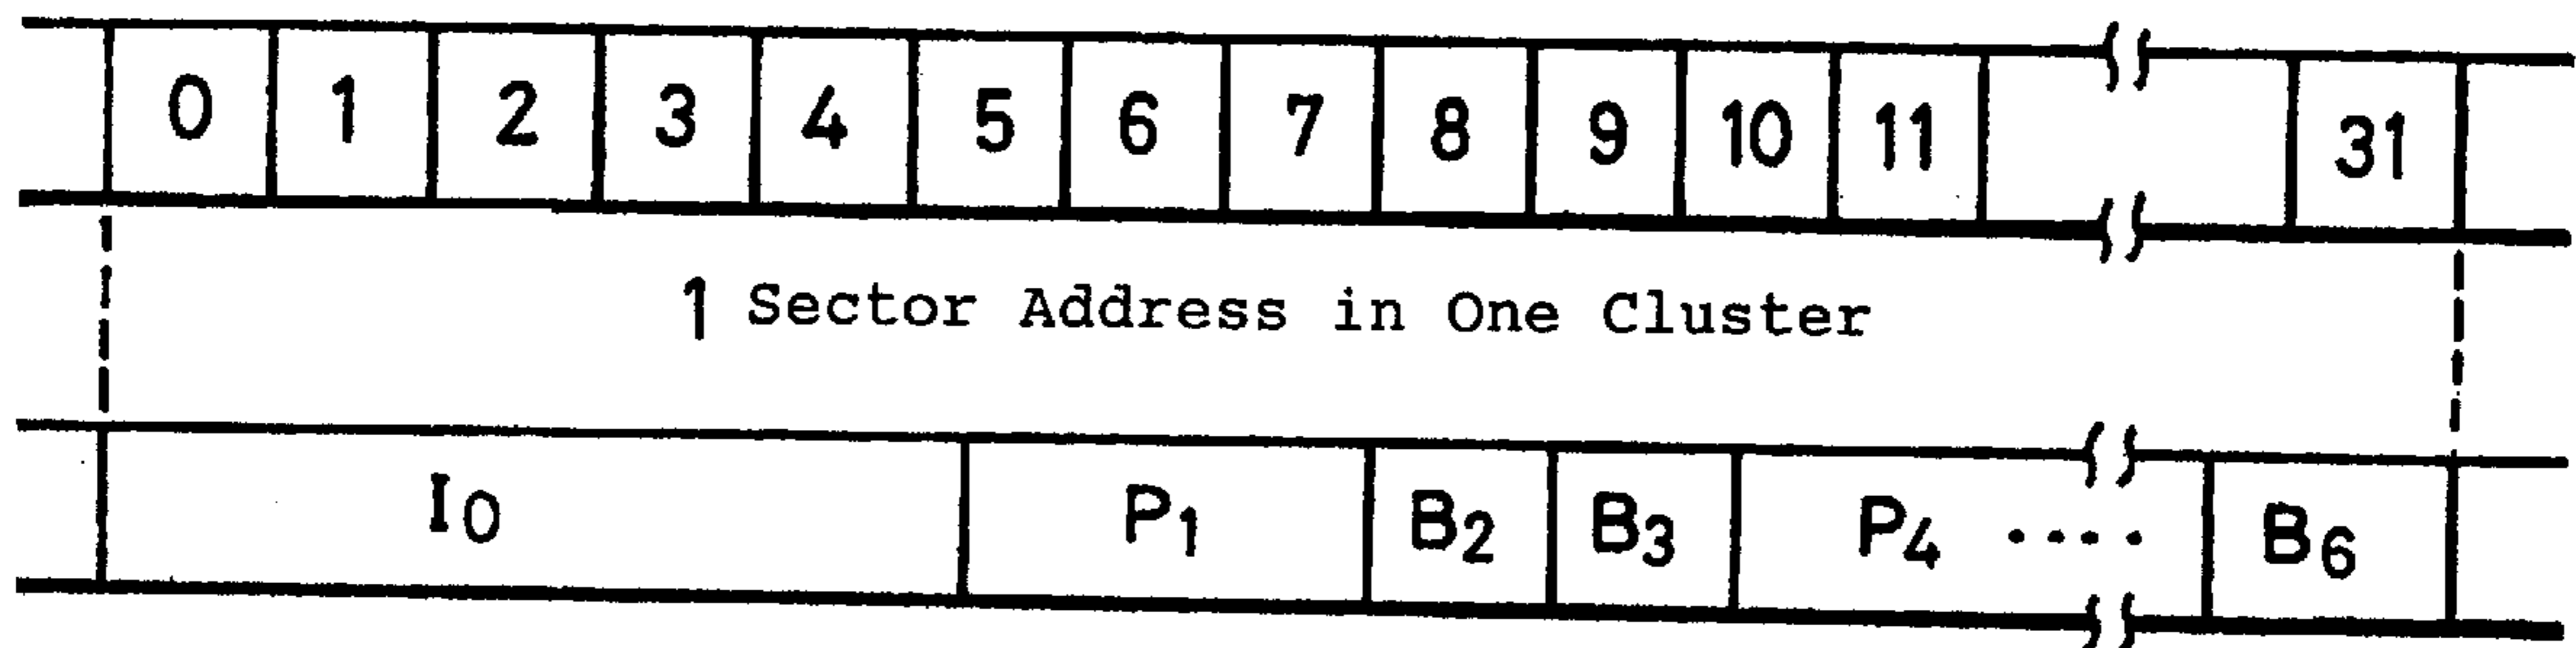 0 1 2 3 4 5 6 7 8 9 10 11 31
1 Sector Address in One Cluster
I0 P1 B2 B3 P4 .... B6